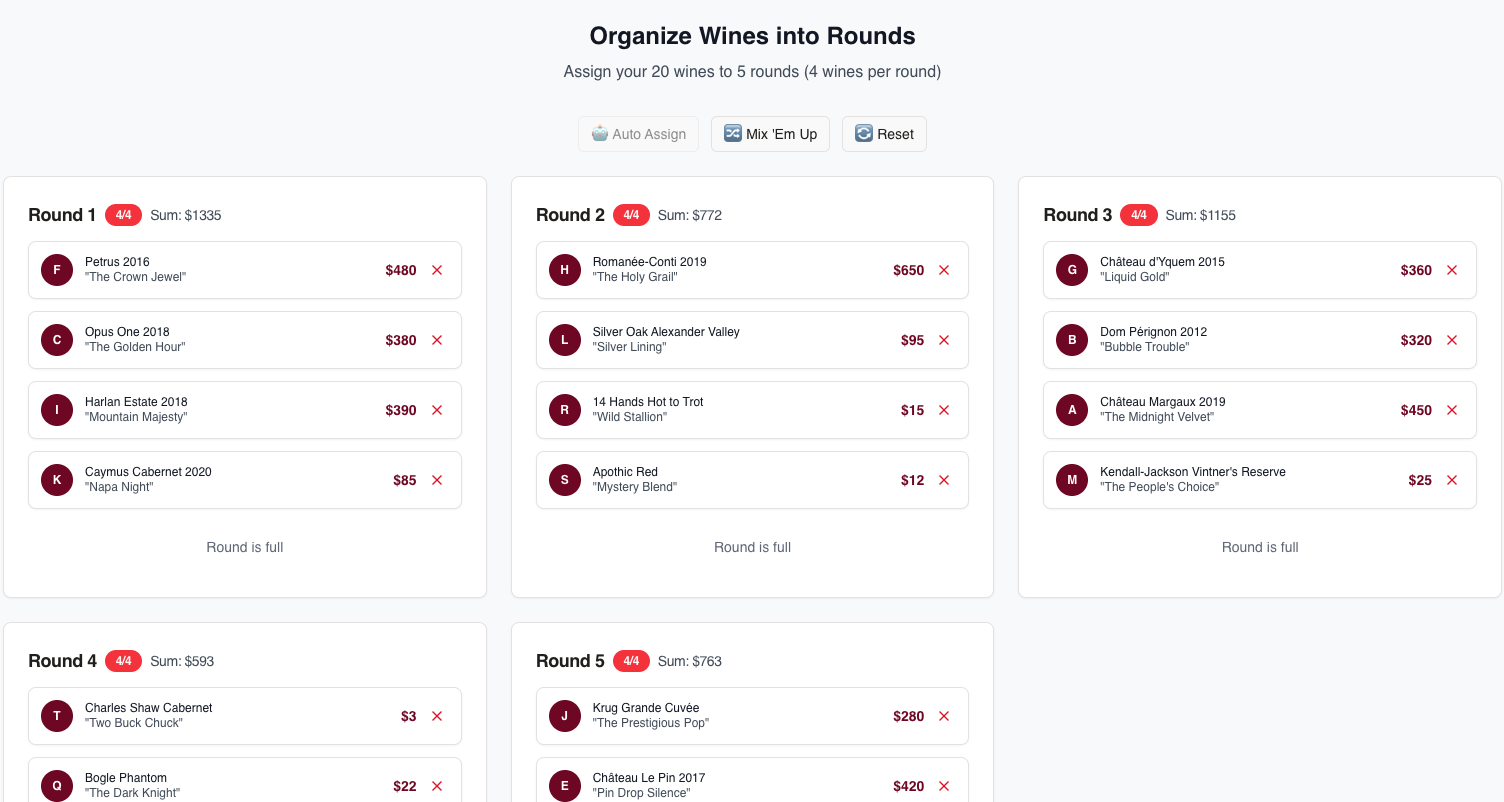 Organize Wines into Rounds
Assign your 20 wines to 5 rounds (4 wines per round)
Auto Assign
Mix 'Em Up
Reset
Round 1 4/4 Sum: $1335
F Petrus 2016 $480
"The Crown Jewel"
C Opus One 2018 $380
"The Golden Hour"
I Harlan Estate 2018 $390
"Mountain Majesty"
K Caymus Cabernet 2020 $85
"Napa Night"
Round is full
Round 2 4/4 Sum: $772
H Romanée-Conti 2019 $650
"The Holy Grail"
L Silver Oak Alexander Valley $95
"Silver Lining"
R 14 Hands Hot to Trot $15
"Wild Stallion"
S Apothic Red $12
"Mystery Blend"
Round is full
Round 3 4/4 Sum: $1155
G Château d'Yquem 2015 $360
"Liquid Gold"
B Dom Pérignon 2012 $320
"Bubble Trouble"
A Château Margaux 2019 $450
"The Midnight Velvet"
M Kendall-Jackson Vintner's Reserve $25
"The People's Choice"
Round is full
Round 4 4/4 Sum: $593
T Charles Shaw Cabernet $3
"Two Buck Chuck"
Q Bogle Phantom $22
"The Dark Knight"
Round 5 4/4 Sum: $763
J Krug Grande Cuvée $280
"The Prestigious Pop"
E Château Le Pin 2017 $420
"Pin Drop Silence"